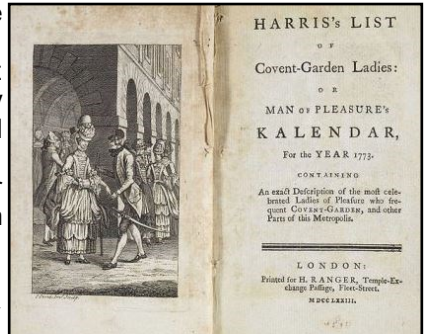 HARRIS's LIST
OF
Covent-Garden Ladies:
OR
MAN OF PLEASURE's
KALENDAR,
For the YEAR 1773.
CONTAINING
An exact Description of the most cele-
brated Ladies of Pleasure who fre-
quent COVENT-GARDEN, and other
Parts of this Metropolis.
LONDON:
Printed for H. RANGER, Temple-Ex-
change Passage, Fleet-Street.
MDCCLXXIII.